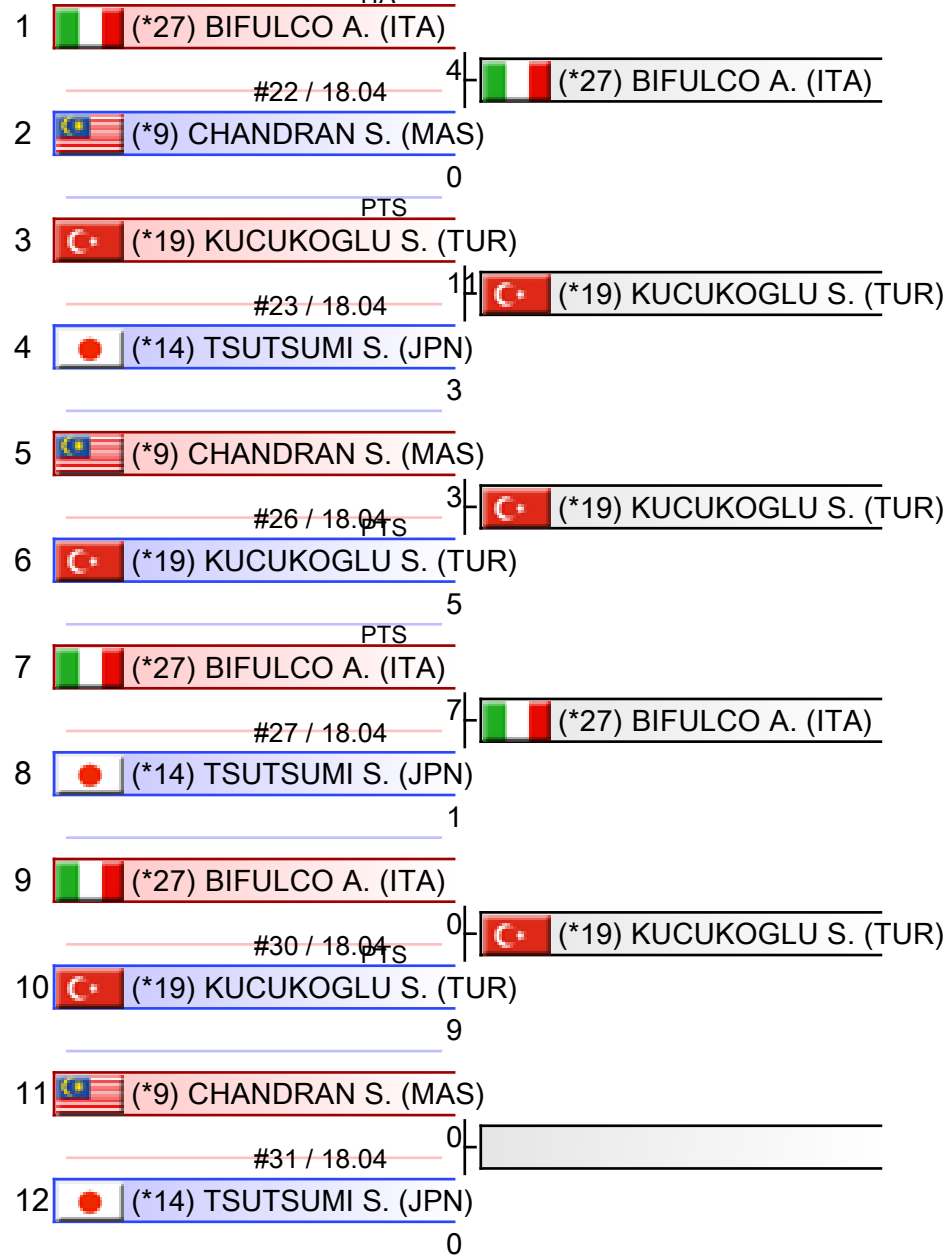 1 (*27) BIFULCO A. (ITA)
4 (*27) BIFULCO A. (ITA)
#22 / 18.04
2 (*9) CHANDRAN S. (MAS)
0
PTS
3 (*19) KUCUKOGLU S. (TUR)
11 (*19) KUCUKOGLU S. (TUR)
#23 / 18.04
4 (*14) TSUTSUMI S. (JPN)
3
5 (*9) CHANDRAN S. (MAS)
3 (*19) KUCUKOGLU S. (TUR)
#26 / 18.04
PTS
6 (*19) KUCUKOGLU S. (TUR)
5
PTS
7 (*27) BIFULCO A. (ITA)
7 (*27) BIFULCO A. (ITA)
#27 / 18.04
8 (*14) TSUTSUMI S. (JPN)
1
9 (*27) BIFULCO A. (ITA)
0 (*19) KUCUKOGLU S. (TUR)
#30 / 18.04
PTS
10 (*19) KUCUKOGLU S. (TUR)
9
11 (*9) CHANDRAN S. (MAS)
0
#31 / 18.04
12 (*14) TSUTSUMI S. (JPN)
0